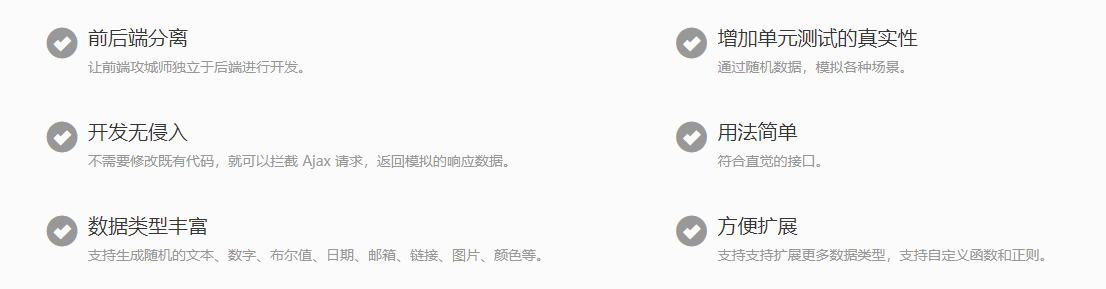 前后端分离
让前端攻城师独立于后端进行开发。
增加单元测试的真实性
通过随机数据，模拟各种场景。
开发无侵入
不需要修改既有代码，就可以拦截 Ajax 请求，返回模拟的响应数据。
用法简单
符合直觉的接口。
数据类型丰富
支持生成随机的文本、数字、布尔值、日期、邮箱、链接、图片、颜色等。
方便扩展
支持支持扩展更多数据类型，支持自定义函数和正则。